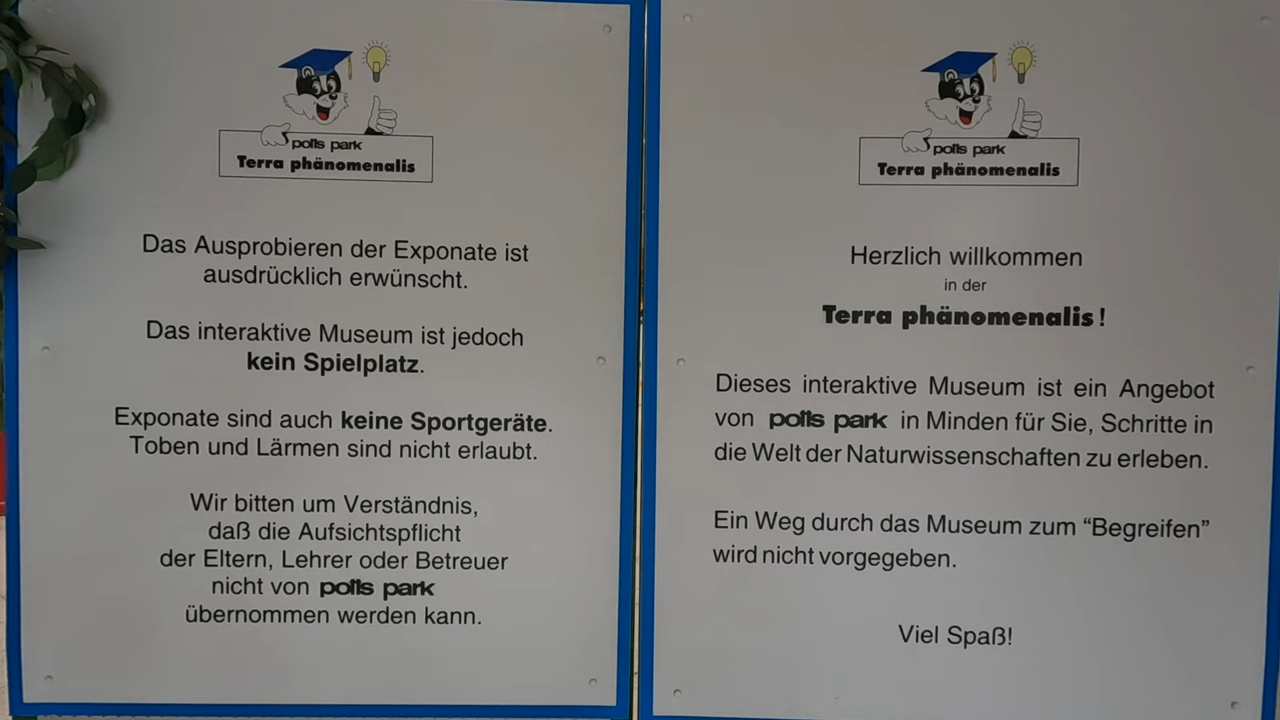 potts park
Terra phänomenalis
Das Ausprobieren der Exponate ist
ausdrücklich erwünscht.
Das interaktive Museum ist jedoch
kein Spielplatz.
Exponate sind auch keine Sportgeräte.
Toben und Lärmen sind nicht erlaubt.
Wir bitten um Verständnis,
daß die Aufsichtspflicht
der Eltern, Lehrer oder Betreuer
nicht von potts park
übernommen werden kann.
potts park
Terra phänomenalis
Herzlich willkommen
in der
Terra phänomenalis!
Dieses interaktive Museum ist ein Angebot
von potts park in Minden für Sie, Schritte in
die Welt der Naturwissenschaften zu erleben.
Ein Weg durch das Museum zum “Begreifen”
wird nicht vorgegeben.
Viel Spaß!